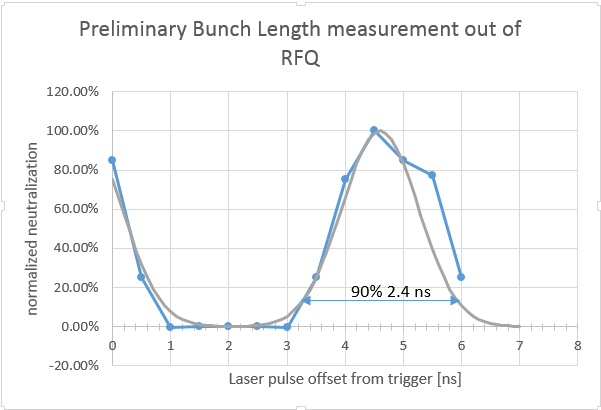 Preliminary Bunch Length measurement out of
RFQ
120.00%
100.00%
80.00%
60.00%
40.00%
20.00%
0.00%
-20.00%
normalized neutralization
90% 2.4 ns
0 1 2 3 4 5 6 7 8
Laser pulse offset from trigger [ns]